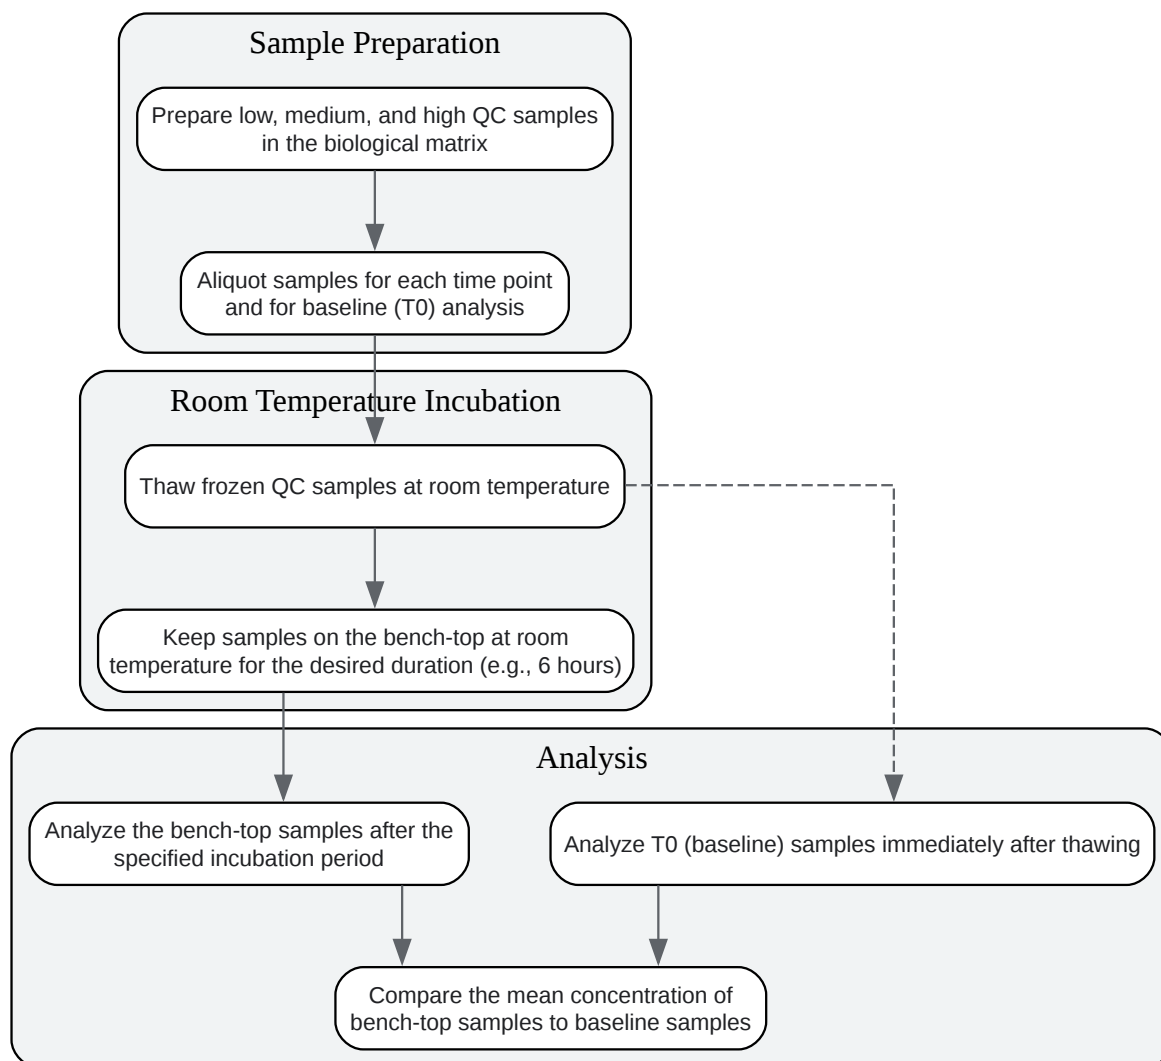 Sample Preparation
Prepare low, medium, and high QC samples
in the biological matrix
Aliquot samples for each time point
and for baseline (T0) analysis
Room Temperature Incubation
Thaw frozen QC samples at room temperature
Keep samples on the bench-top at room
temperature for the desired duration (e.g., 6 hours)
Analysis
Analyze the bench-top samples after the
specified incubation period
Analyze T0 (baseline) samples immediately after thawing
Compare the mean concentration of
bench-top samples to baseline samples